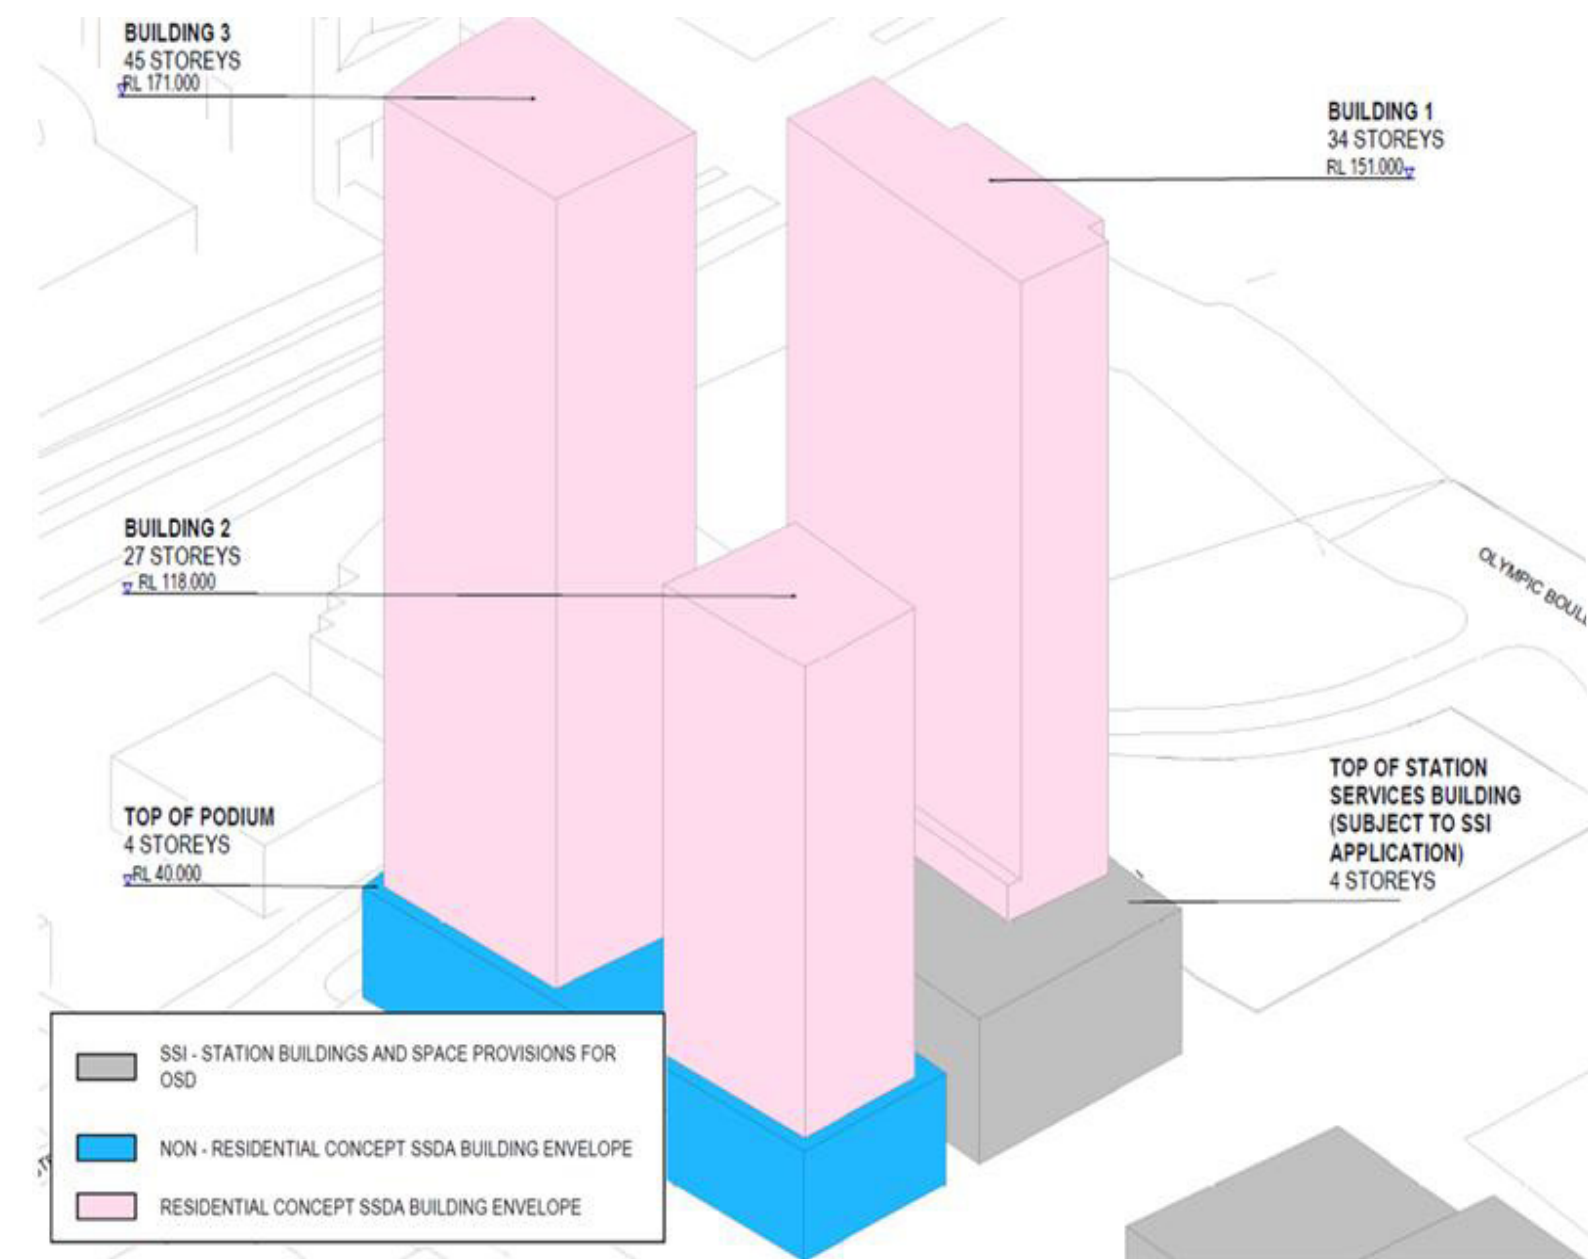 BUILDING 3
45 STOREYS
RL 171.000
BUILDING 1
34 STOREYS
RL 151.000
BUILDING 2
27 STOREYS
RL 118.000
OLYMPIC
TOP OF PODIUM
4 STOREYS
RL 40.000
TOP OF STATION
SERVICES BUILDING
(SUBJECT TO SSI
APPLICATION)
4 STOREYS
SSI - STATION BUILDINGS AND SPACE PROVISIONS FOR
OSD
NON - RESIDENTIAL CONCEPT SSDA BUILDING ENVELOPE
RESIDENTIAL CONCEPT SSDA BUILDING ENVELOPE